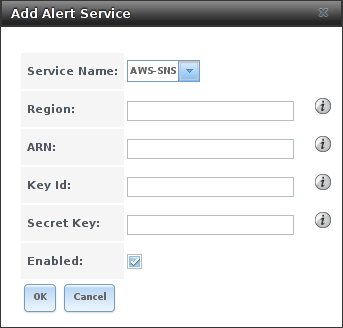 Add Alert Service
Service Name: AWS-SNS
Region:
ARN:
Key Id:
Secret Key:
Enabled:
OK Cancel